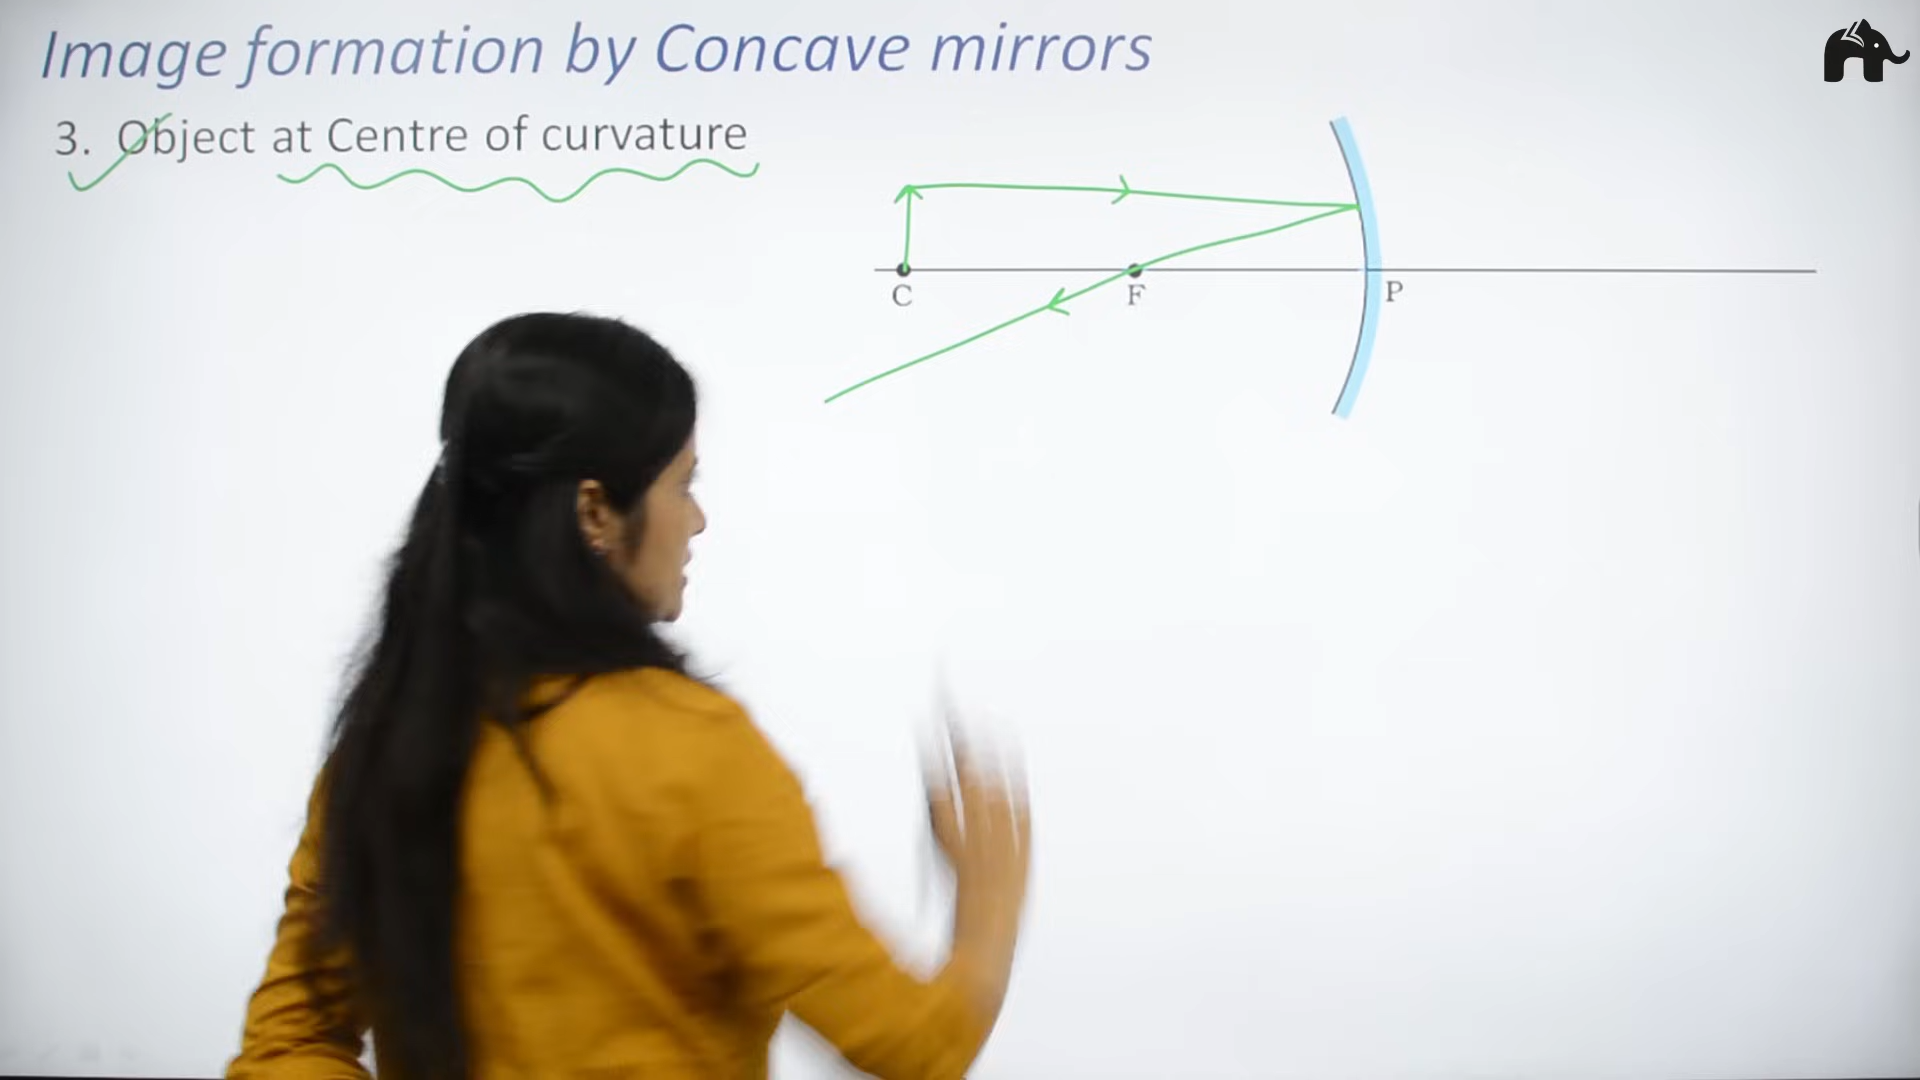 Image formation by Concave mirrors
3. Object at Centre of curvature
C
F
P